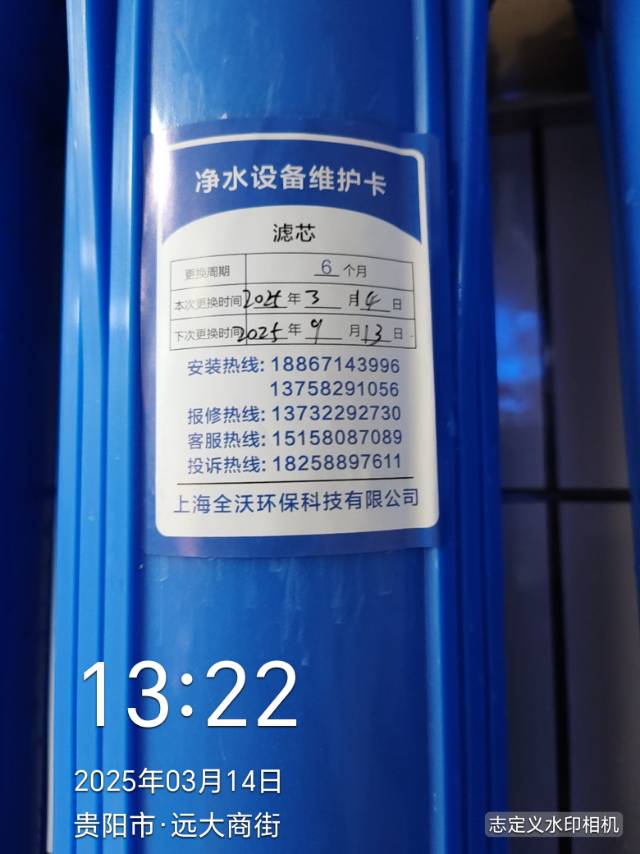 净水设备维护卡
滤芯
更换周期 6 个月
本次更换时间 2025 年 3 月 14 日
下次更换时间 2025 年 9 月 13 日
安装热线: 18867143996
13758291056
报修热线: 13732292730
客服热线: 15158087089
投诉热线: 18258897611
上海全沃环保科技有限公司
13:22
2025年03月14日
贵阳市·远大商街
志定义水印相机